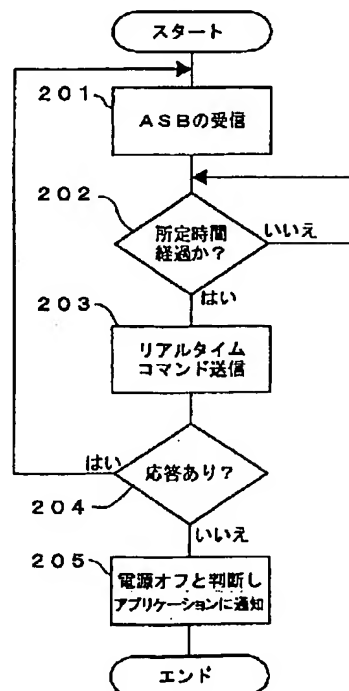 スタート
201
ASBの受信
202
所定時間
経過か?
いいえ
はい
203
リアルタイム
コマンド送信
はい
応答あり?
204
いいえ
205
電源オフと判断し
アプリケーションに通知
エンド